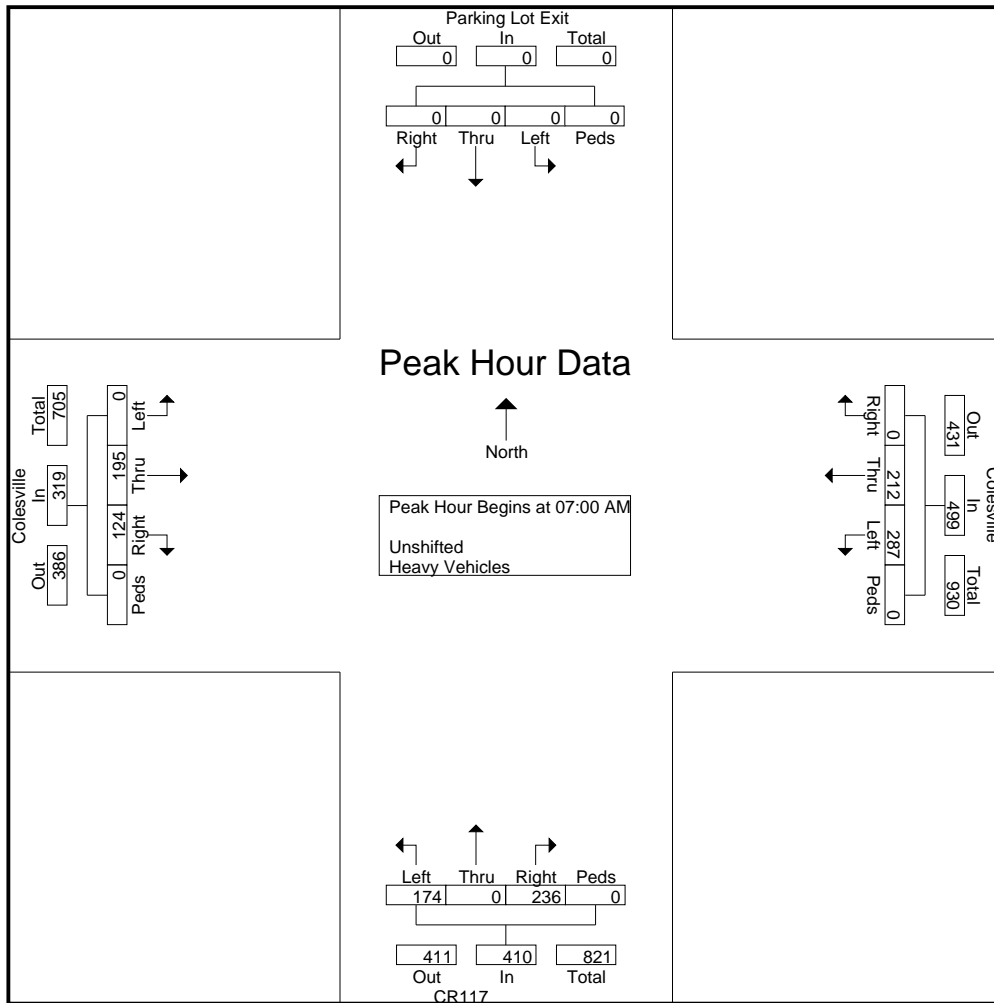 Parking Lot Exit
Out In Total
0 0 0
0 0 0 0
Right Thru Left Peds
Peak Hour Data
North
Peak Hour Begins at 07:00 AM
Unshifted
Heavy Vehicles
Colesville
Total In Out
705 319 386
0 195 124 0
Left Thru Right Peds
Colesville
Out In Total
431 499 930
0 212 287 0
Right Thru Left Peds
Left Thru Right Peds
174 0 236 0
411 410 821
Out In Total
CR117